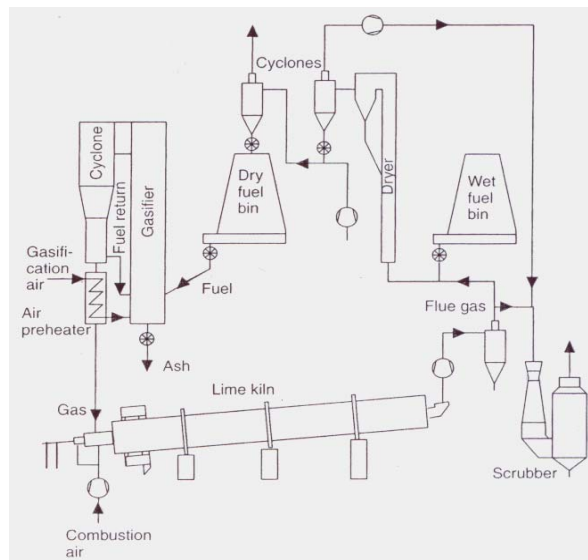 Cyclones
Cyclone
Fuel return
Gasifier
Dry
fuel
bin
Dryer
Wet
fuel
bin
Gasifi-
cation
air
Fuel
Flue gas
Air
preheater
Ash
Lime kiln
Gas
Scrubber
Combustion
air